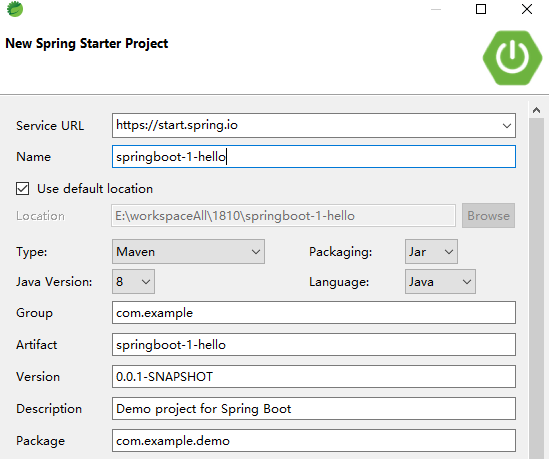 New Spring Starter Project
Service URL https://start.spring.io
Name springboot-1-hello
Use default location
Location E:\workspaceAll\1810\springboot-1-hello Browse
Type: Maven Packaging: Jar
Java Version: 8 Language: Java
Group com.example
Artifact springboot-1-hello
Version 0.0.1-SNAPSHOT
Description Demo project for Spring Boot
Package com.example.demo